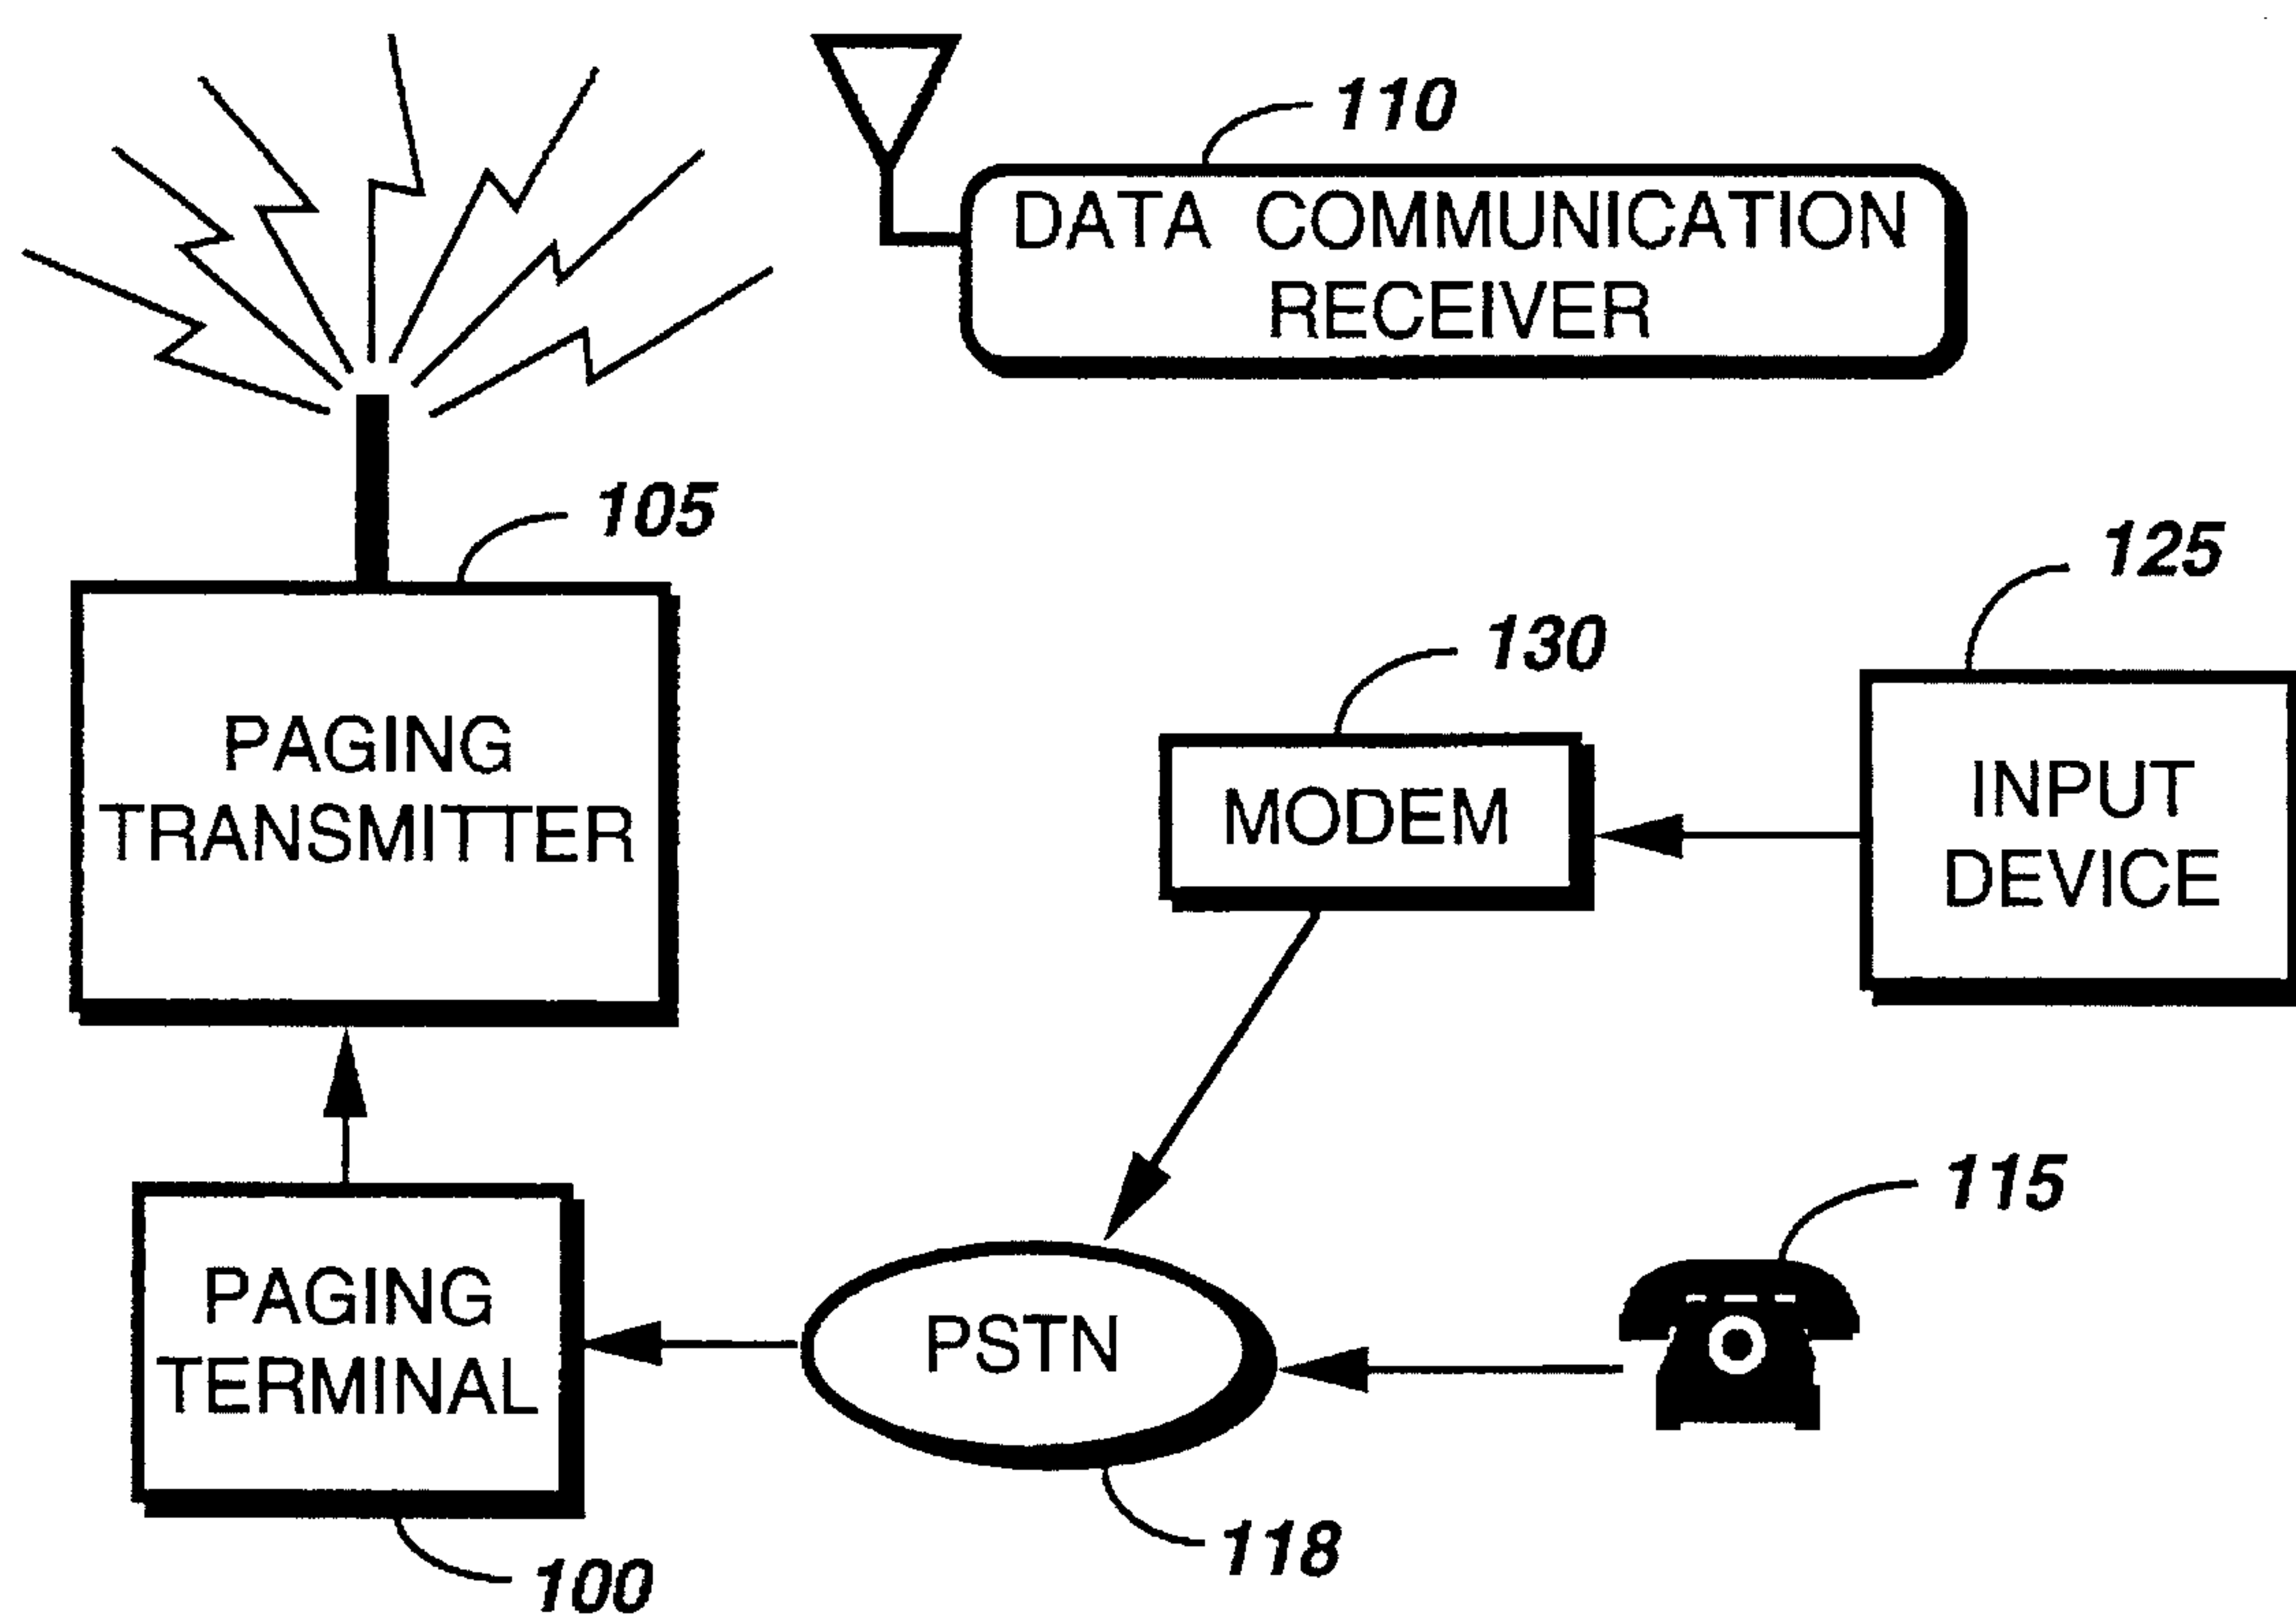 110
DATA COMMUNICATION
RECEIVER
105
125
130
PAGING
TRANSMITTER
MODEM
INPUT
DEVICE
115
PAGING
TERMINAL
PSTN
118
100